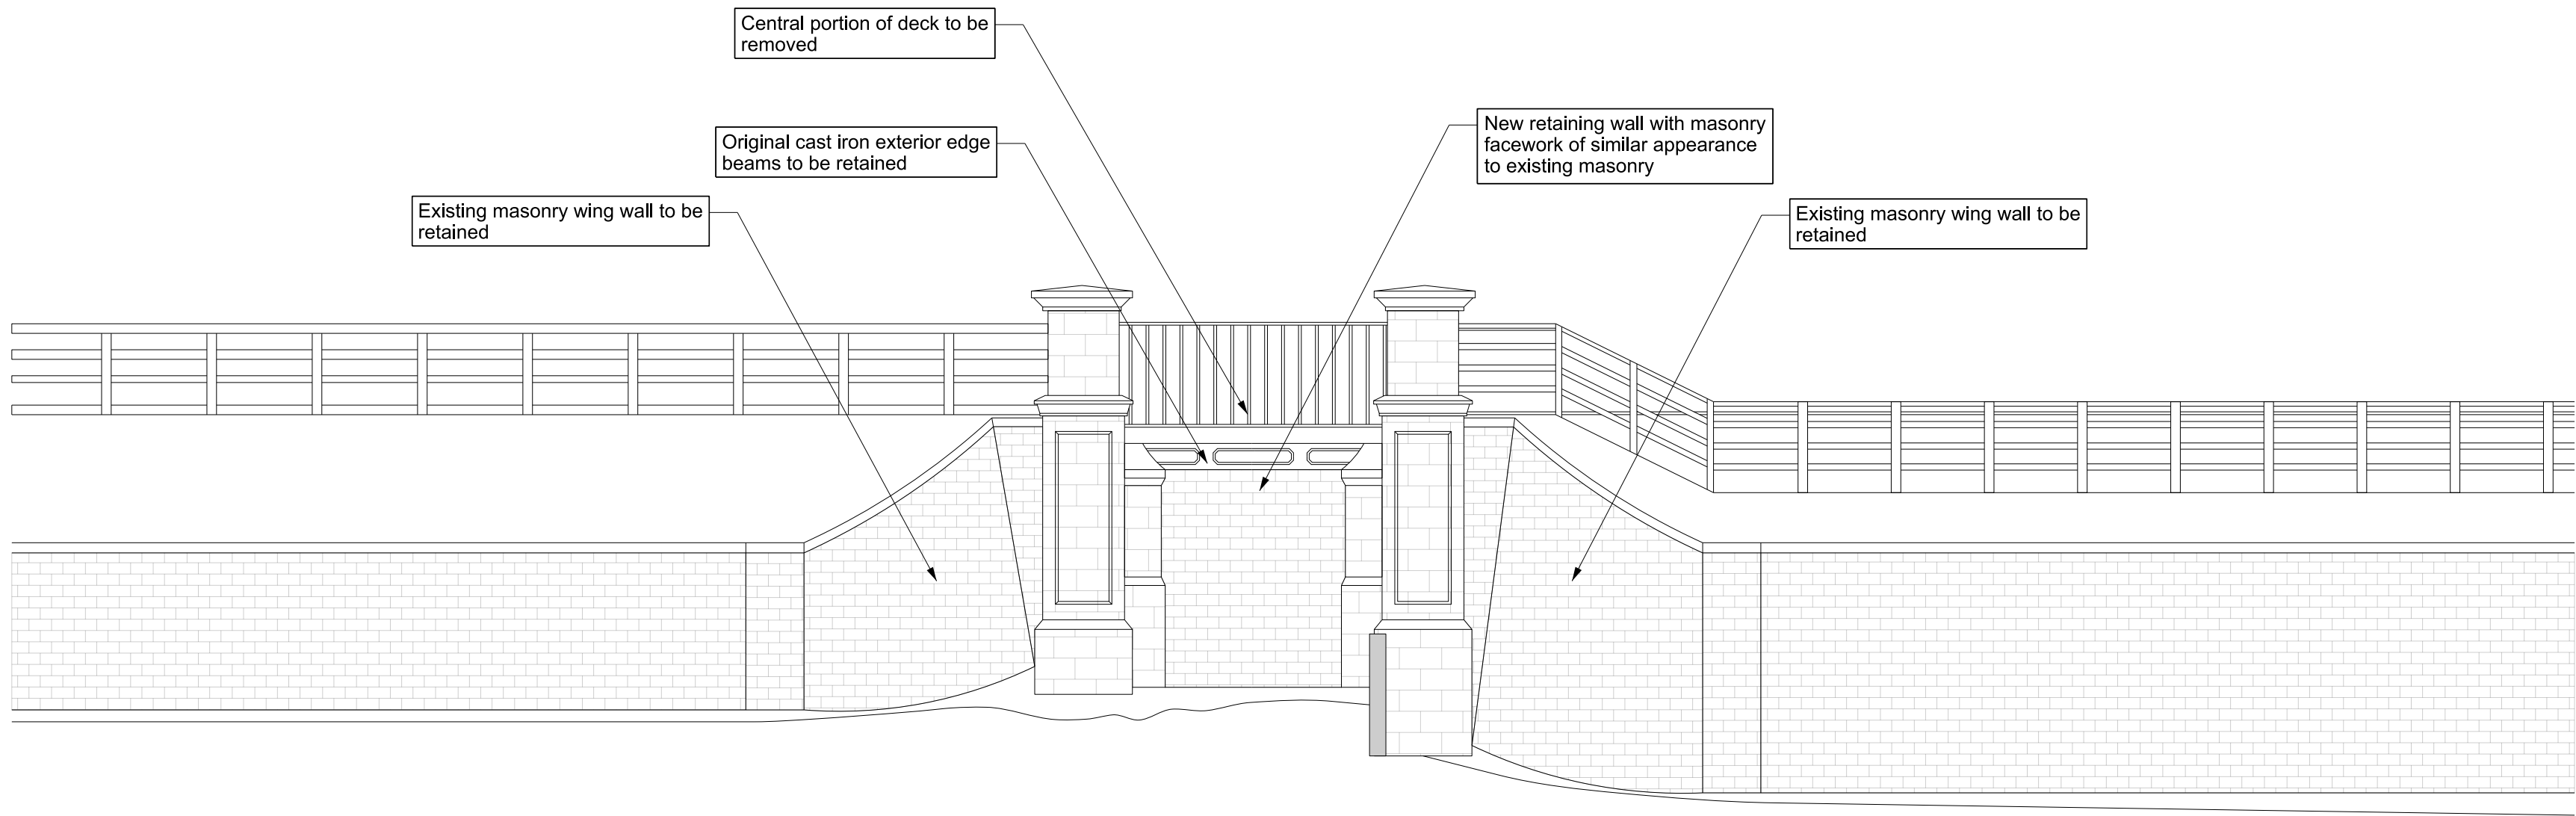 Central portion of deck to be
removed
Original cast iron exterior edge
beams to be retained
New retaining wall with masonry
facework of similar appearance
to existing masonry
Existing masonry wing wall to be
retained
Existing masonry wing wall to be
retained